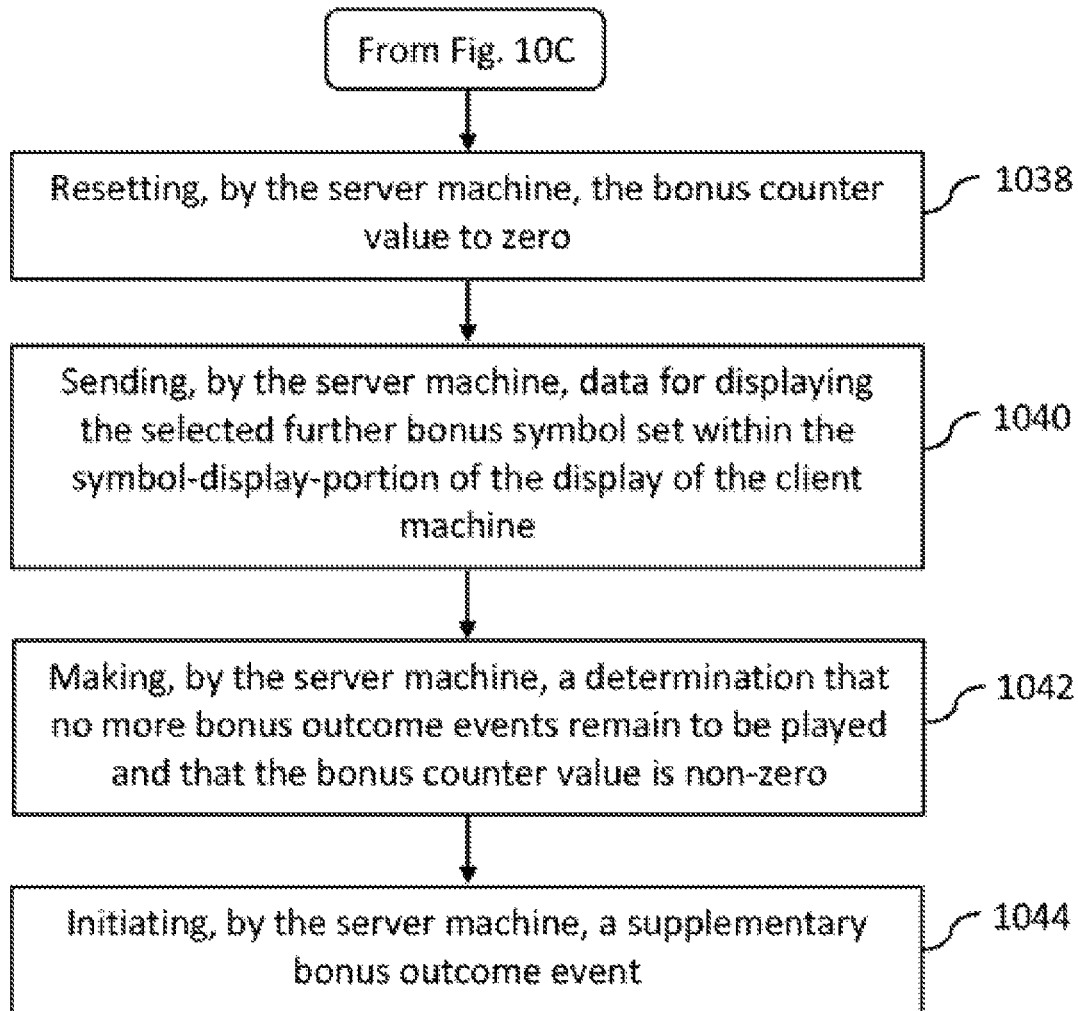 From Fig. 10C
Resetting, by the server machine, the bonus counter
value to zero
1038
Sending, by the server machine, data for displaying
the selected further bonus symbol set within the
symbol-display-portion of the display of the client
machine
1040
Making, by the server machine, a determination that
no more bonus outcome events remain to be played
and that the bonus counter value is non-zero
1042
Initiating, by the server machine, a supplementary
bonus outcome event
1044